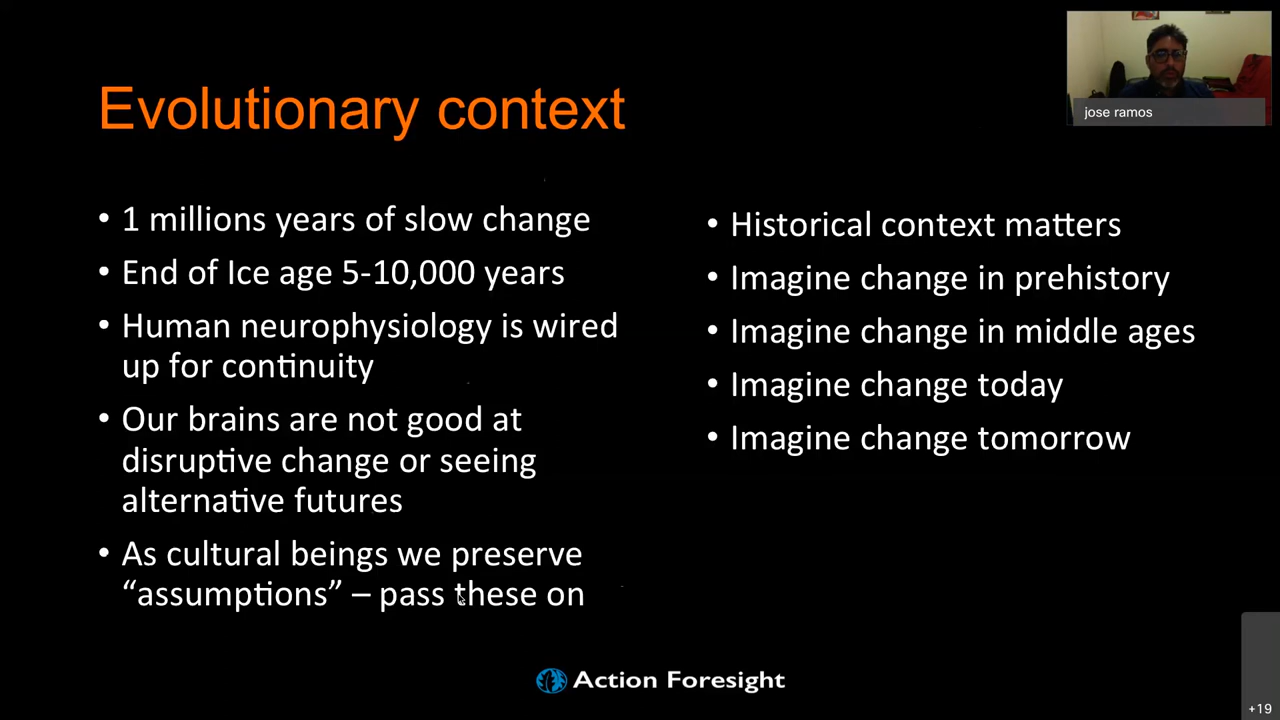 Evolutionary context
• 1 millions years of slow change
• End of Ice age 5-10,000 years
• Human neurophysiology is wired
up for continuity
• Our brains are not good at
disruptive change or seeing
alternative futures
• As cultural beings we preserve
“assumptions” – pass these on
• Historical context matters
• Imagine change in prehistory
• Imagine change in middle ages
• Imagine change today
• Imagine change tomorrow
jose ramos
Action Foresight
+19